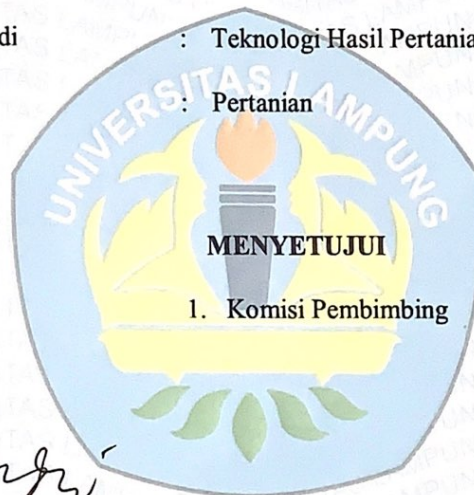 di : Teknologi Hasil Pertania
: Pertanian
UNIVERSITAS LAMPUNG
MENYETUJUI
1. Komisi Pembimbing